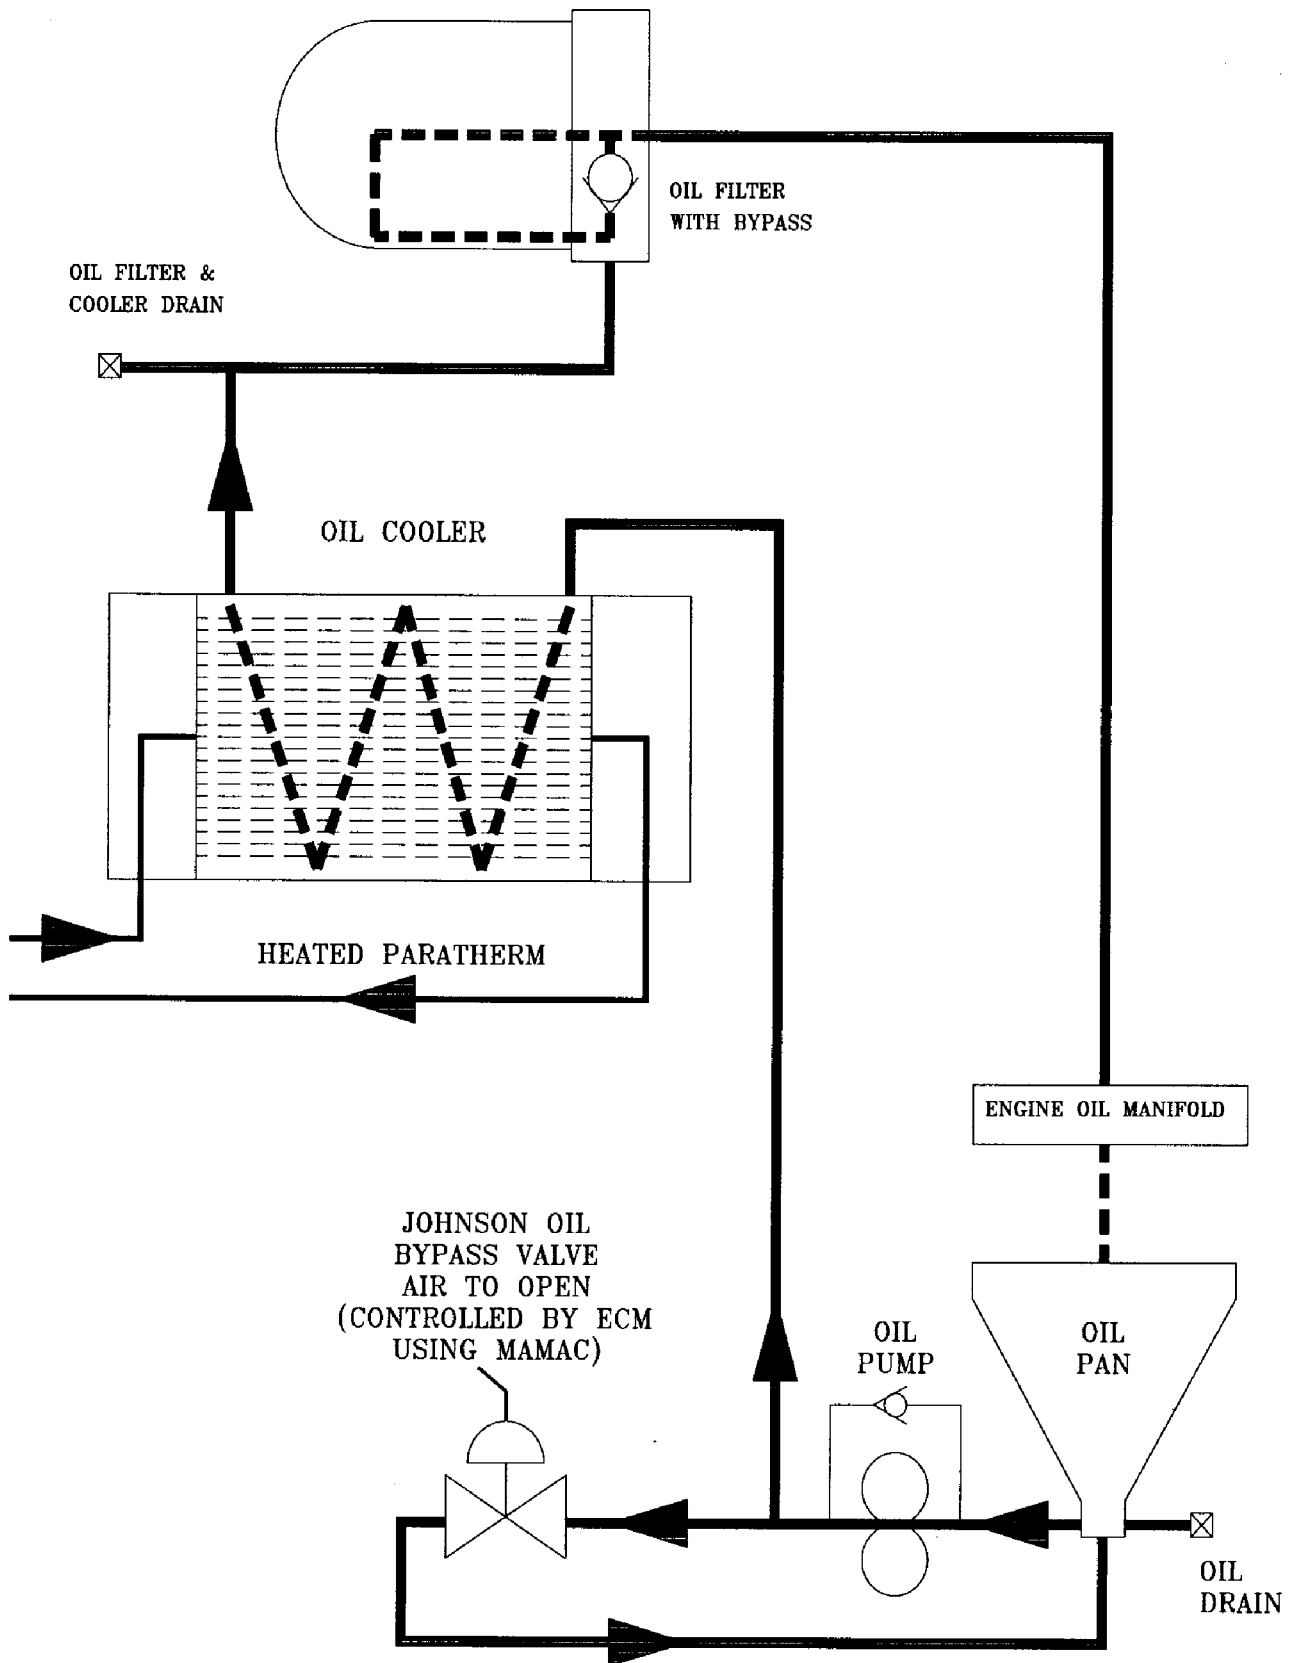 OIL FILTER
WITH BYPASS
OIL FILTER &
COOLER DRAIN
OIL COOLER
HEATED PARATHERM
ENGINE OIL MANIFOLD
JOHNSON OIL
BYPASS VALVE
AIR TO OPEN
(CONTROLLED BY ECM
USING MAMAC)
OIL
PUMP
OIL
PAN
OIL
DRAIN